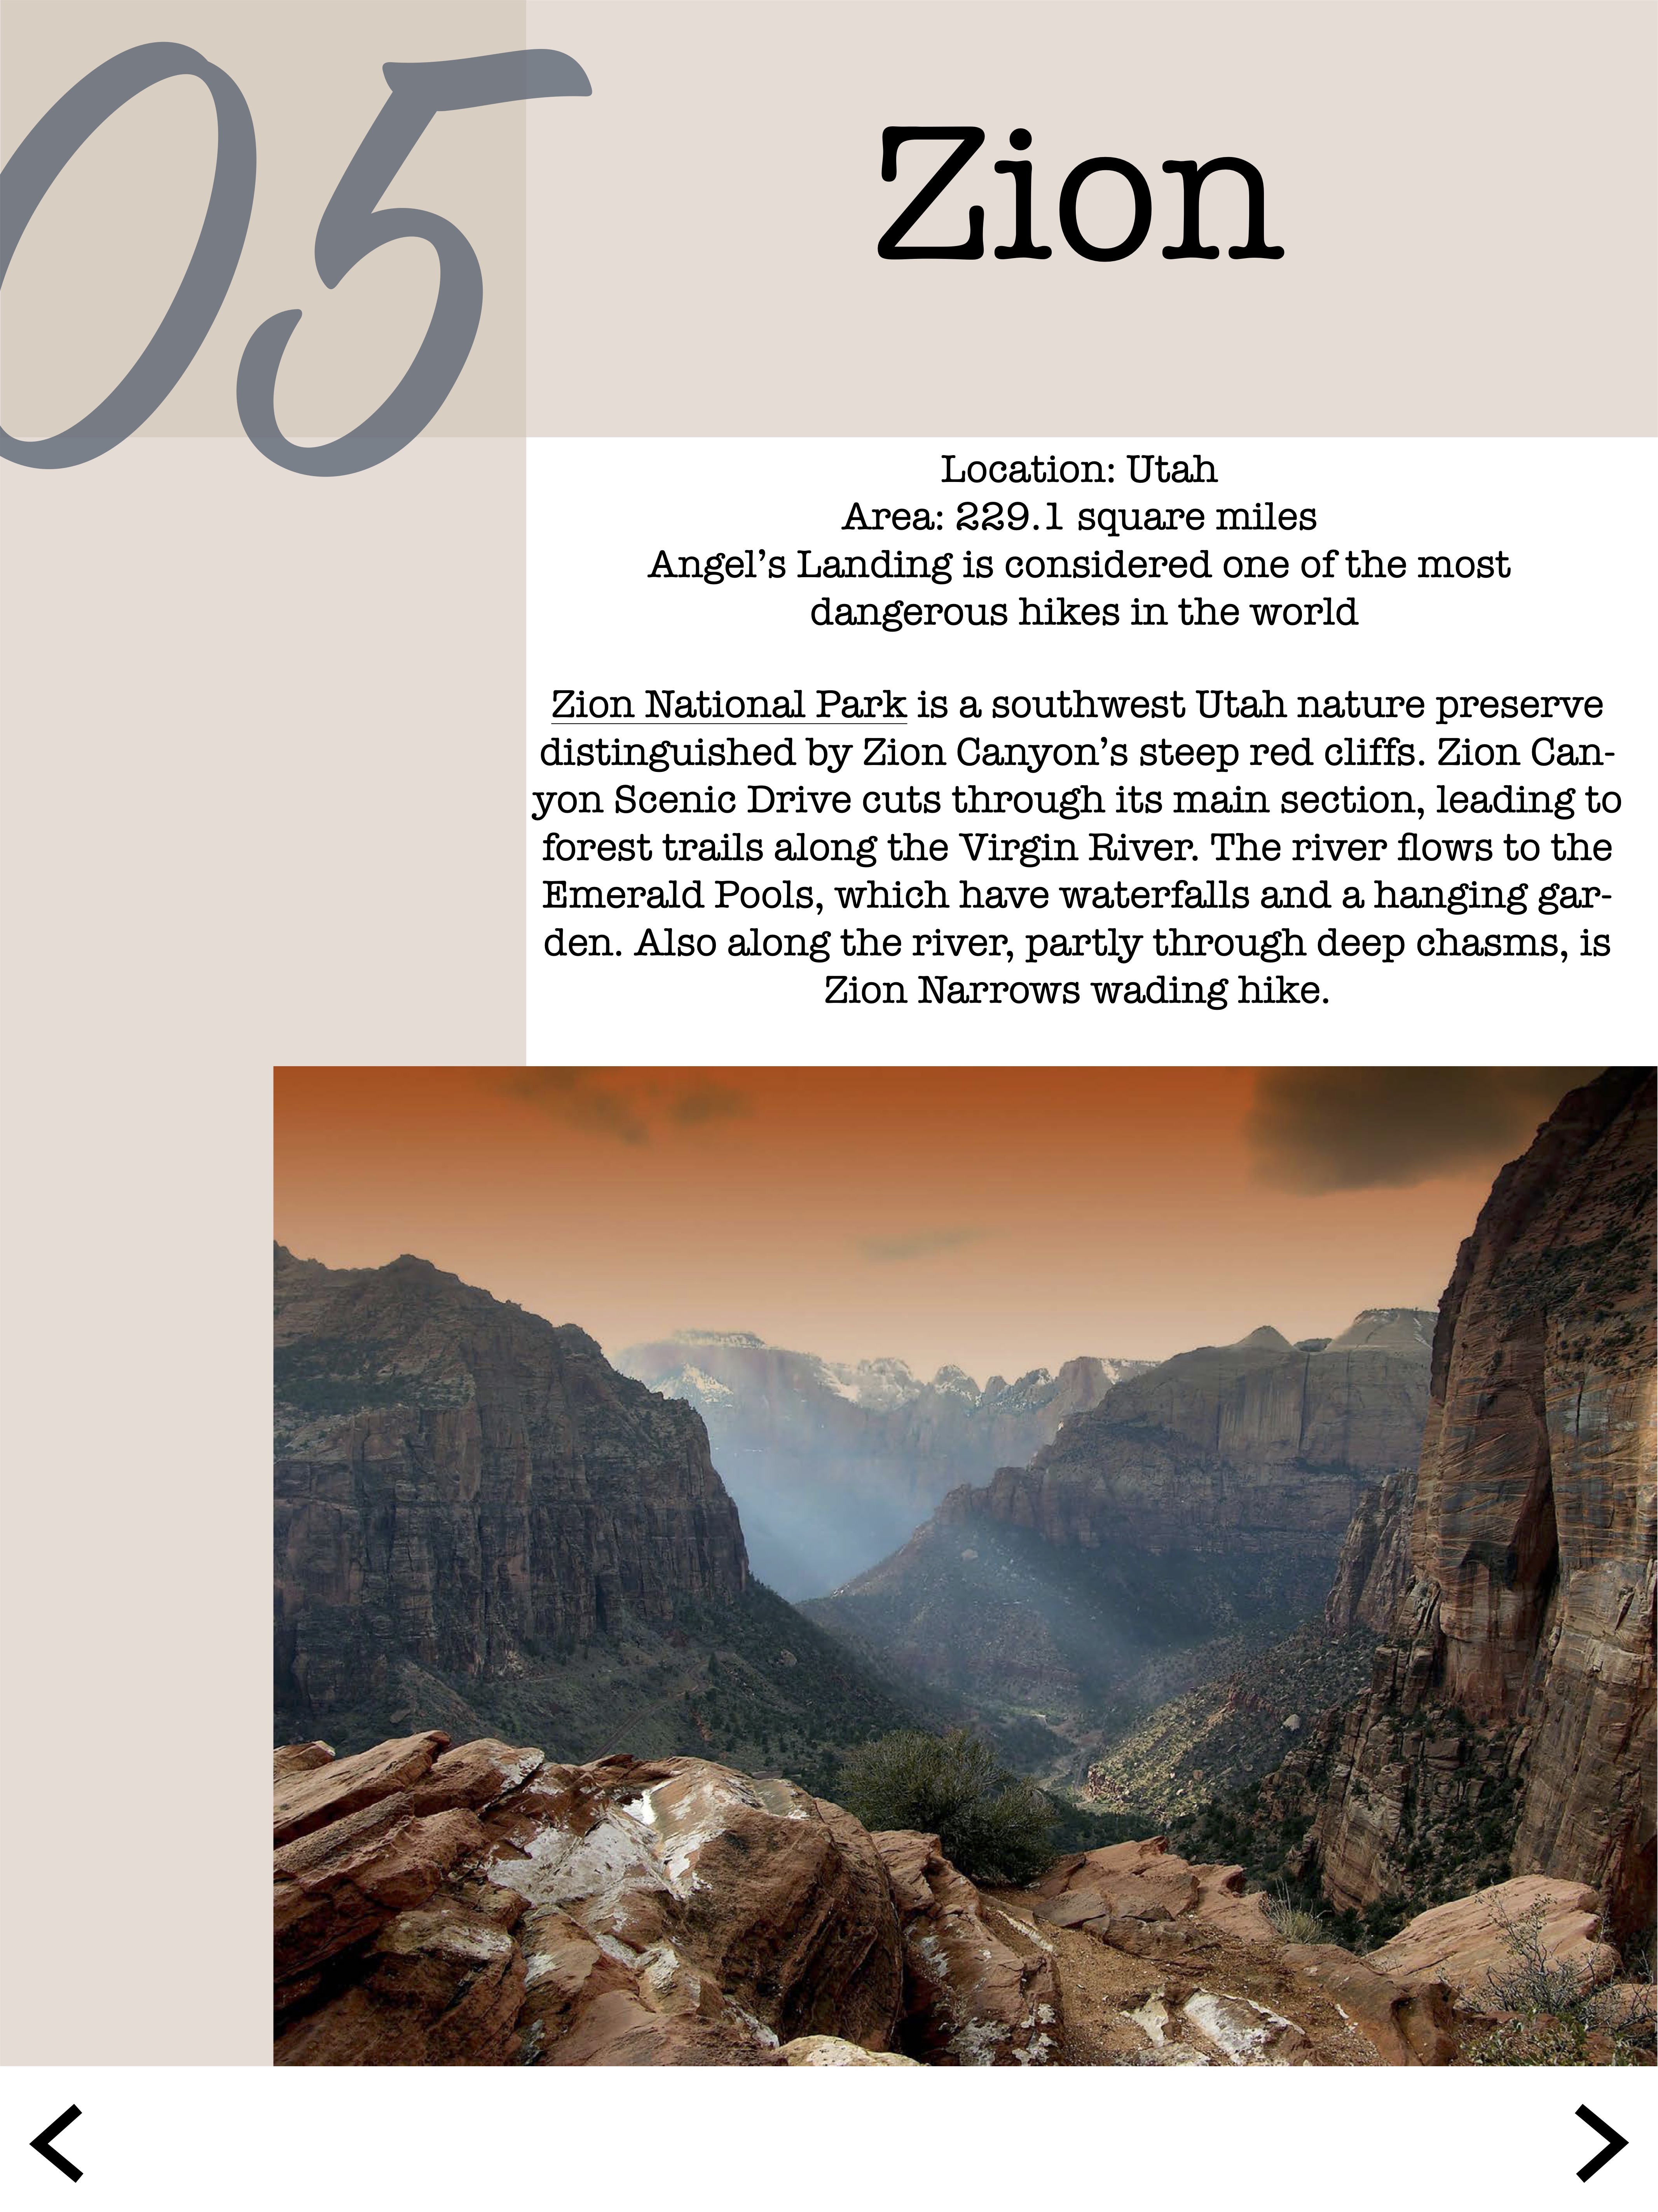 05
Zion
Location: Utah
Area: 229.1 square miles
Angel’s Landing is considered one of the most
dangerous hikes in the world
Zion National Park is a southwest Utah nature preserve
distinguished by Zion Canyon’s steep red cliffs. Zion Can-
yon Scenic Drive cuts through its main section, leading to
forest trails along the Virgin River. The river flows to the
Emerald Pools, which have waterfalls and a hanging gar-
den. Also along the river, partly through deep chasms, is
Zion Narrows wading hike.